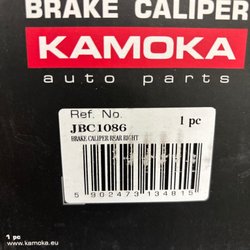 BRAKE CALIPER
KAMOKA
auto parts
Ref. No.
JBC1086
1 pc
BRAKE CALIPER REAR RIGHT
5 902473 134815
1 pc
www.kamoka.eu